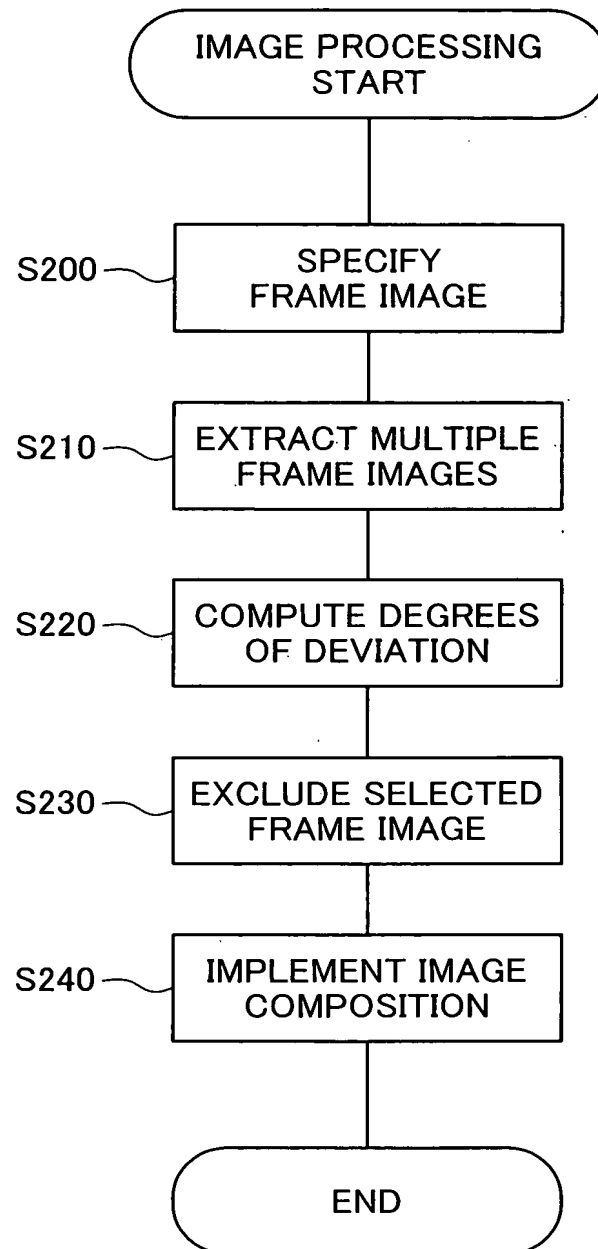 IMAGE PROCESSING
START
S200
SPECIFY
FRAME IMAGE
S210
EXTRACT MULTIPLE
FRAME IMAGES
S220
COMPUTE DEGREES
OF DEVIATION
S230
EXCLUDE SELECTED
FRAME IMAGE
S240
IMPLEMENT IMAGE
COMPOSITION
END